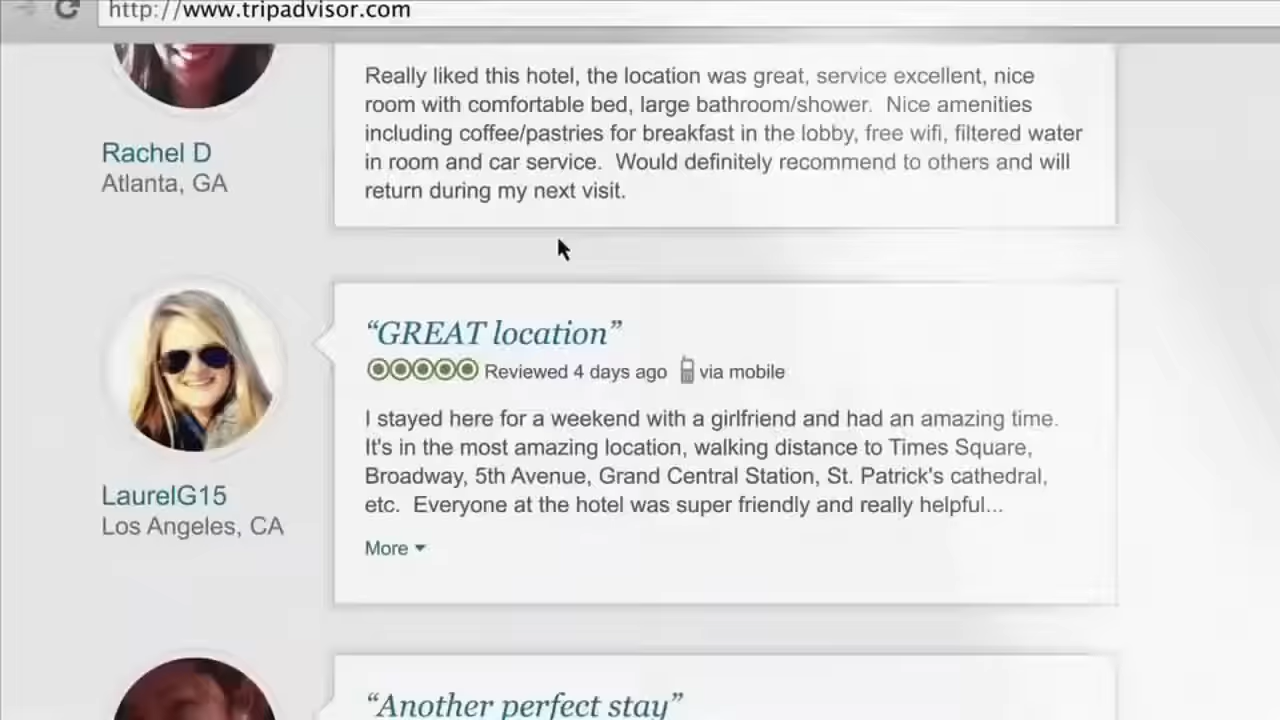 http://www.tripadvisor.com
Really liked this hotel, the location was great, service excellent, nice
room with comfortable bed, large bathroom/shower. Nice amenities
including coffee/pastries for breakfast in the lobby, free wifi, filtered water
in room and car service. Would definitely recommend to others and will
return during my next visit.
Rachel D
Atlanta, GA
“GREAT location”
Reviewed 4 days ago via mobile
I stayed here for a weekend with a girlfriend and had an amazing time.
It's in the most amazing location, walking distance to Times Square,
Broadway, 5th Avenue, Grand Central Station, St. Patrick's cathedral,
etc. Everyone at the hotel was super friendly and really helpful...
More
LaurelG15
Los Angeles, CA
“Another perfect stay”